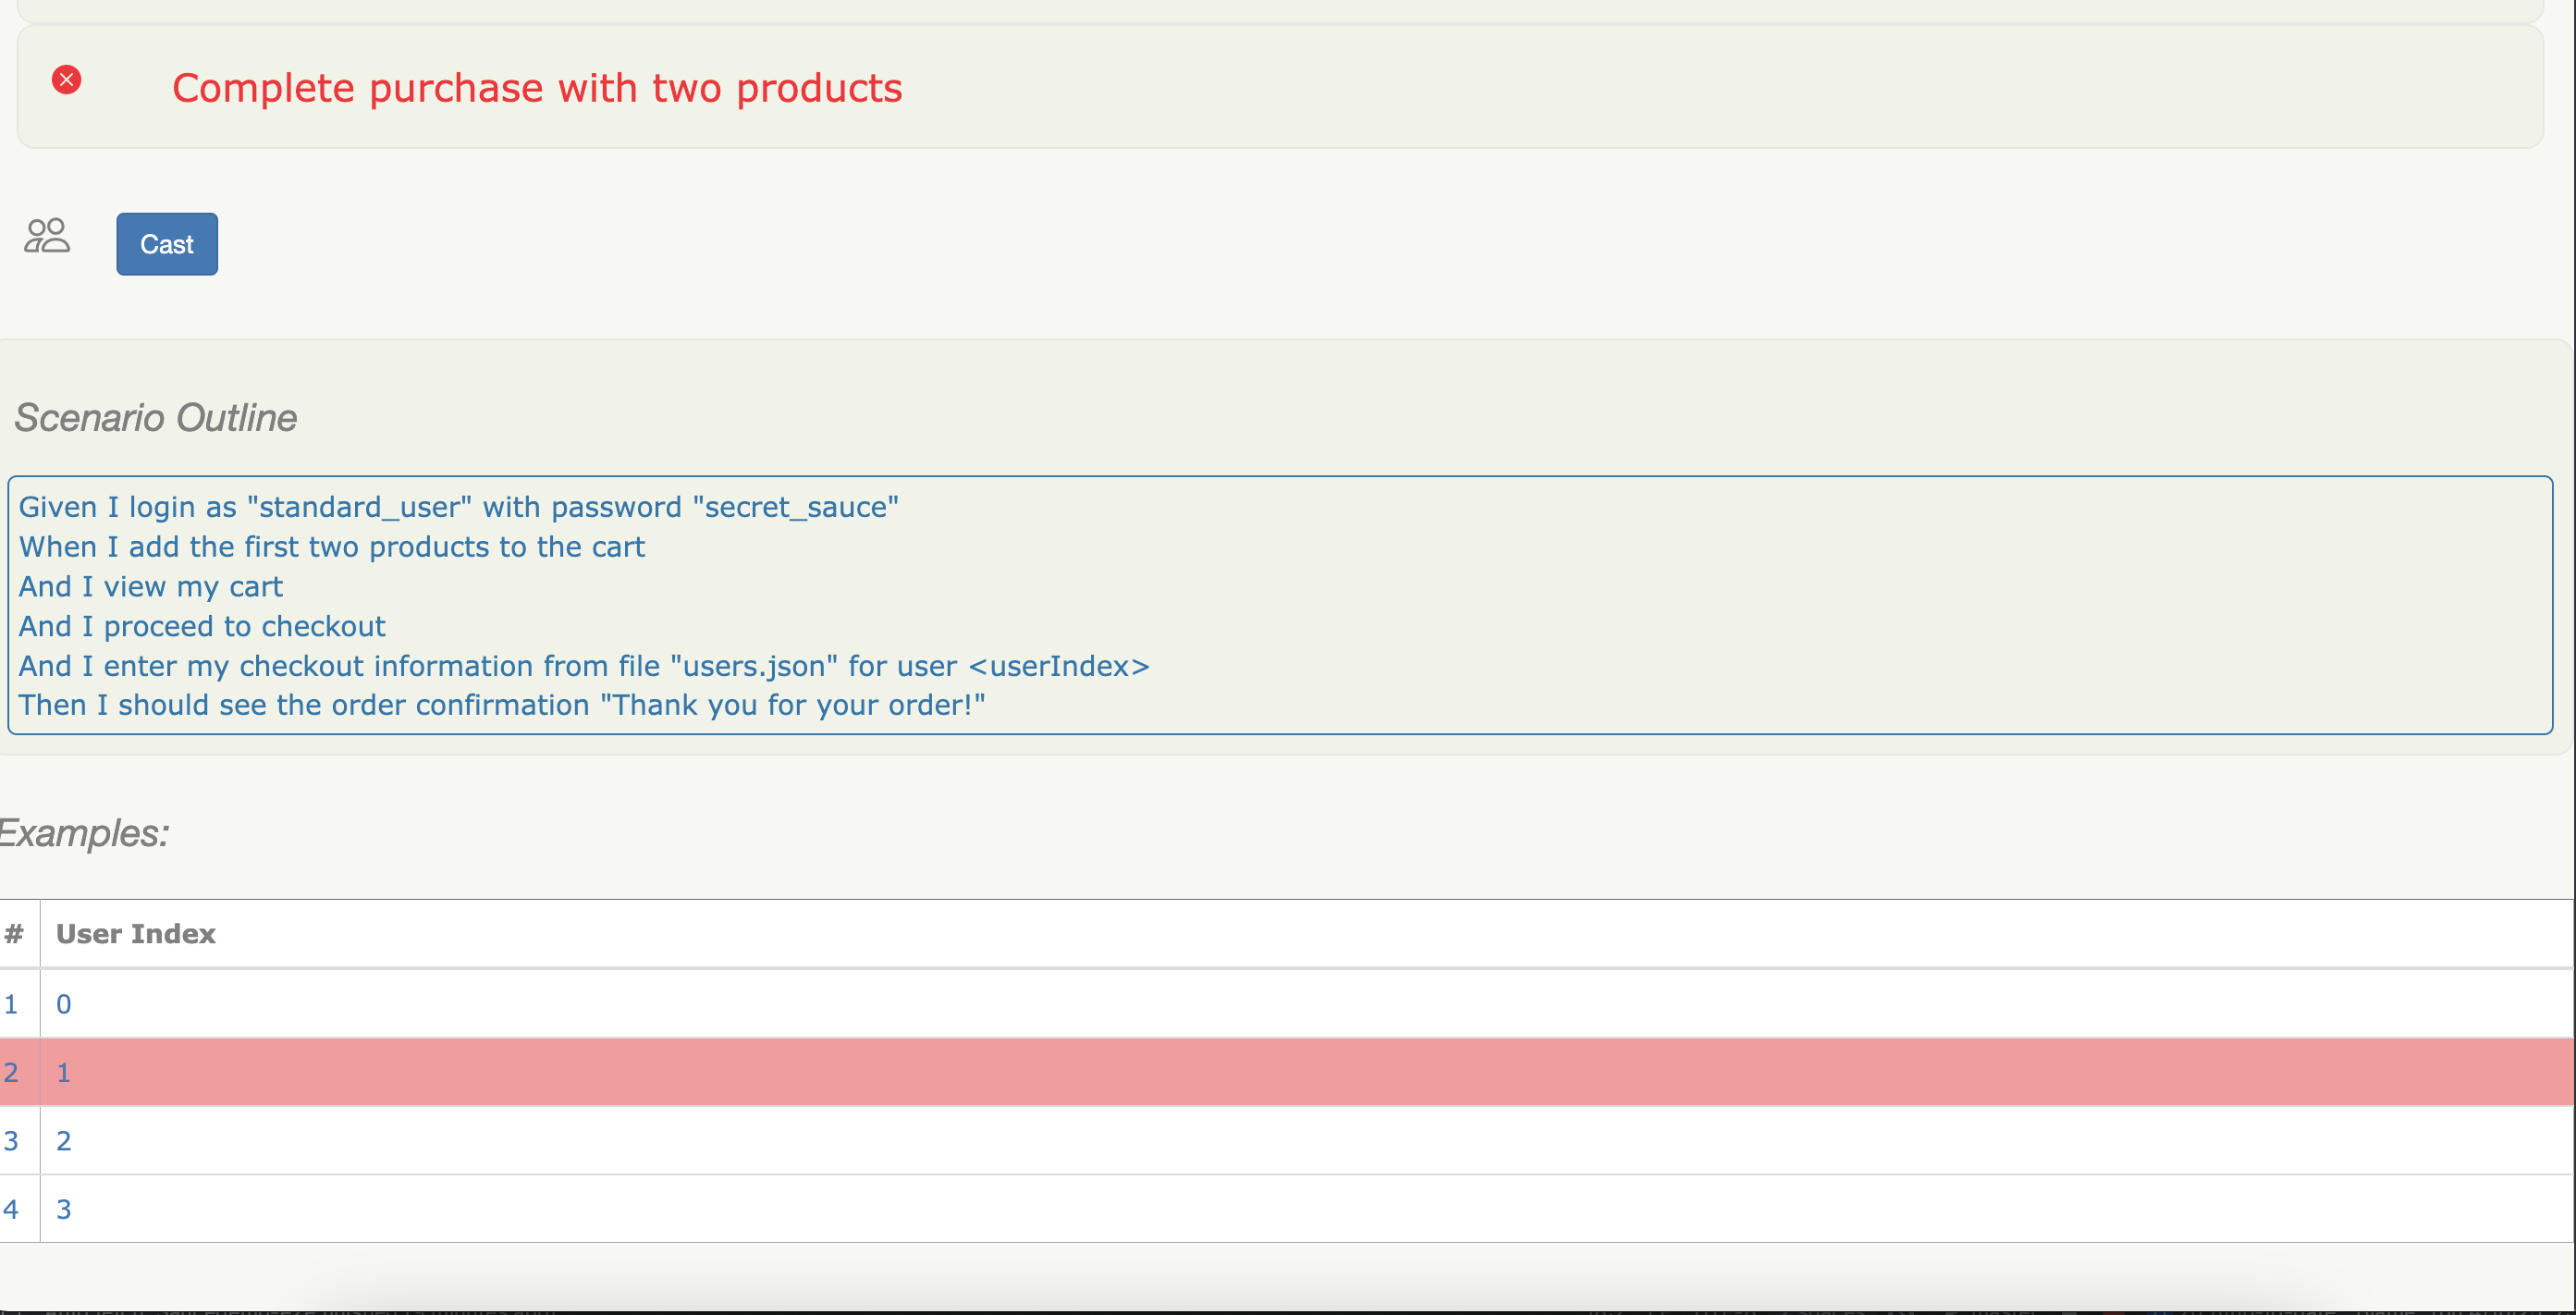 Complete purchase with two products
Cast
Scenario Outline
Given I login as "standard_user" with password "secret_sauce"
When I add the first two products to the cart
And I view my cart
And I proceed to checkout
And I enter my checkout information from file "users.json" for user <userIndex>
Then I should see the order confirmation "Thank you for your order!"
Examples:
# User Index
1 0
2 1
3 2
4 3